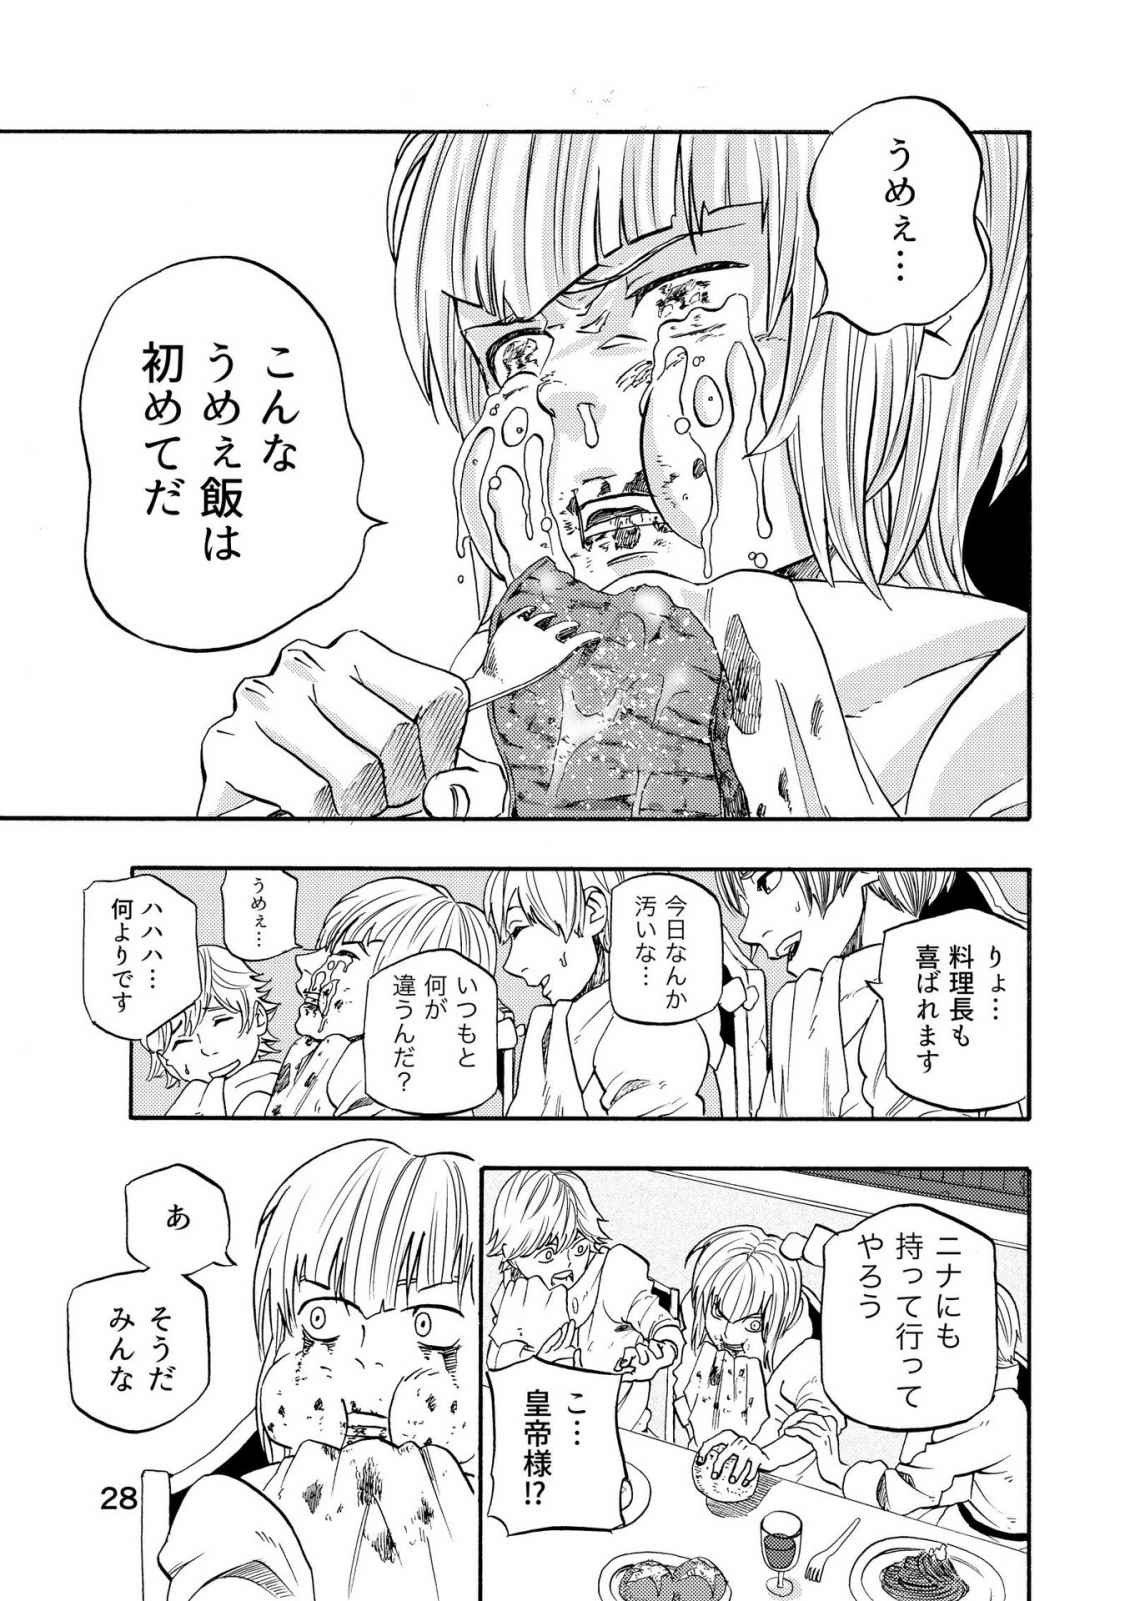 うめぇ…
こんな
うめぇ飯は
初めてだ
りょ…
料理長も
喜ばれます
今日なんか
汚いな…
いつもと
何が
違うんだ?
うめぇ…
ハハハ…
何よりです
ニナにも
持って行って
やろう
こ…
皇帝様!?
あ
そうだ
みんな
28